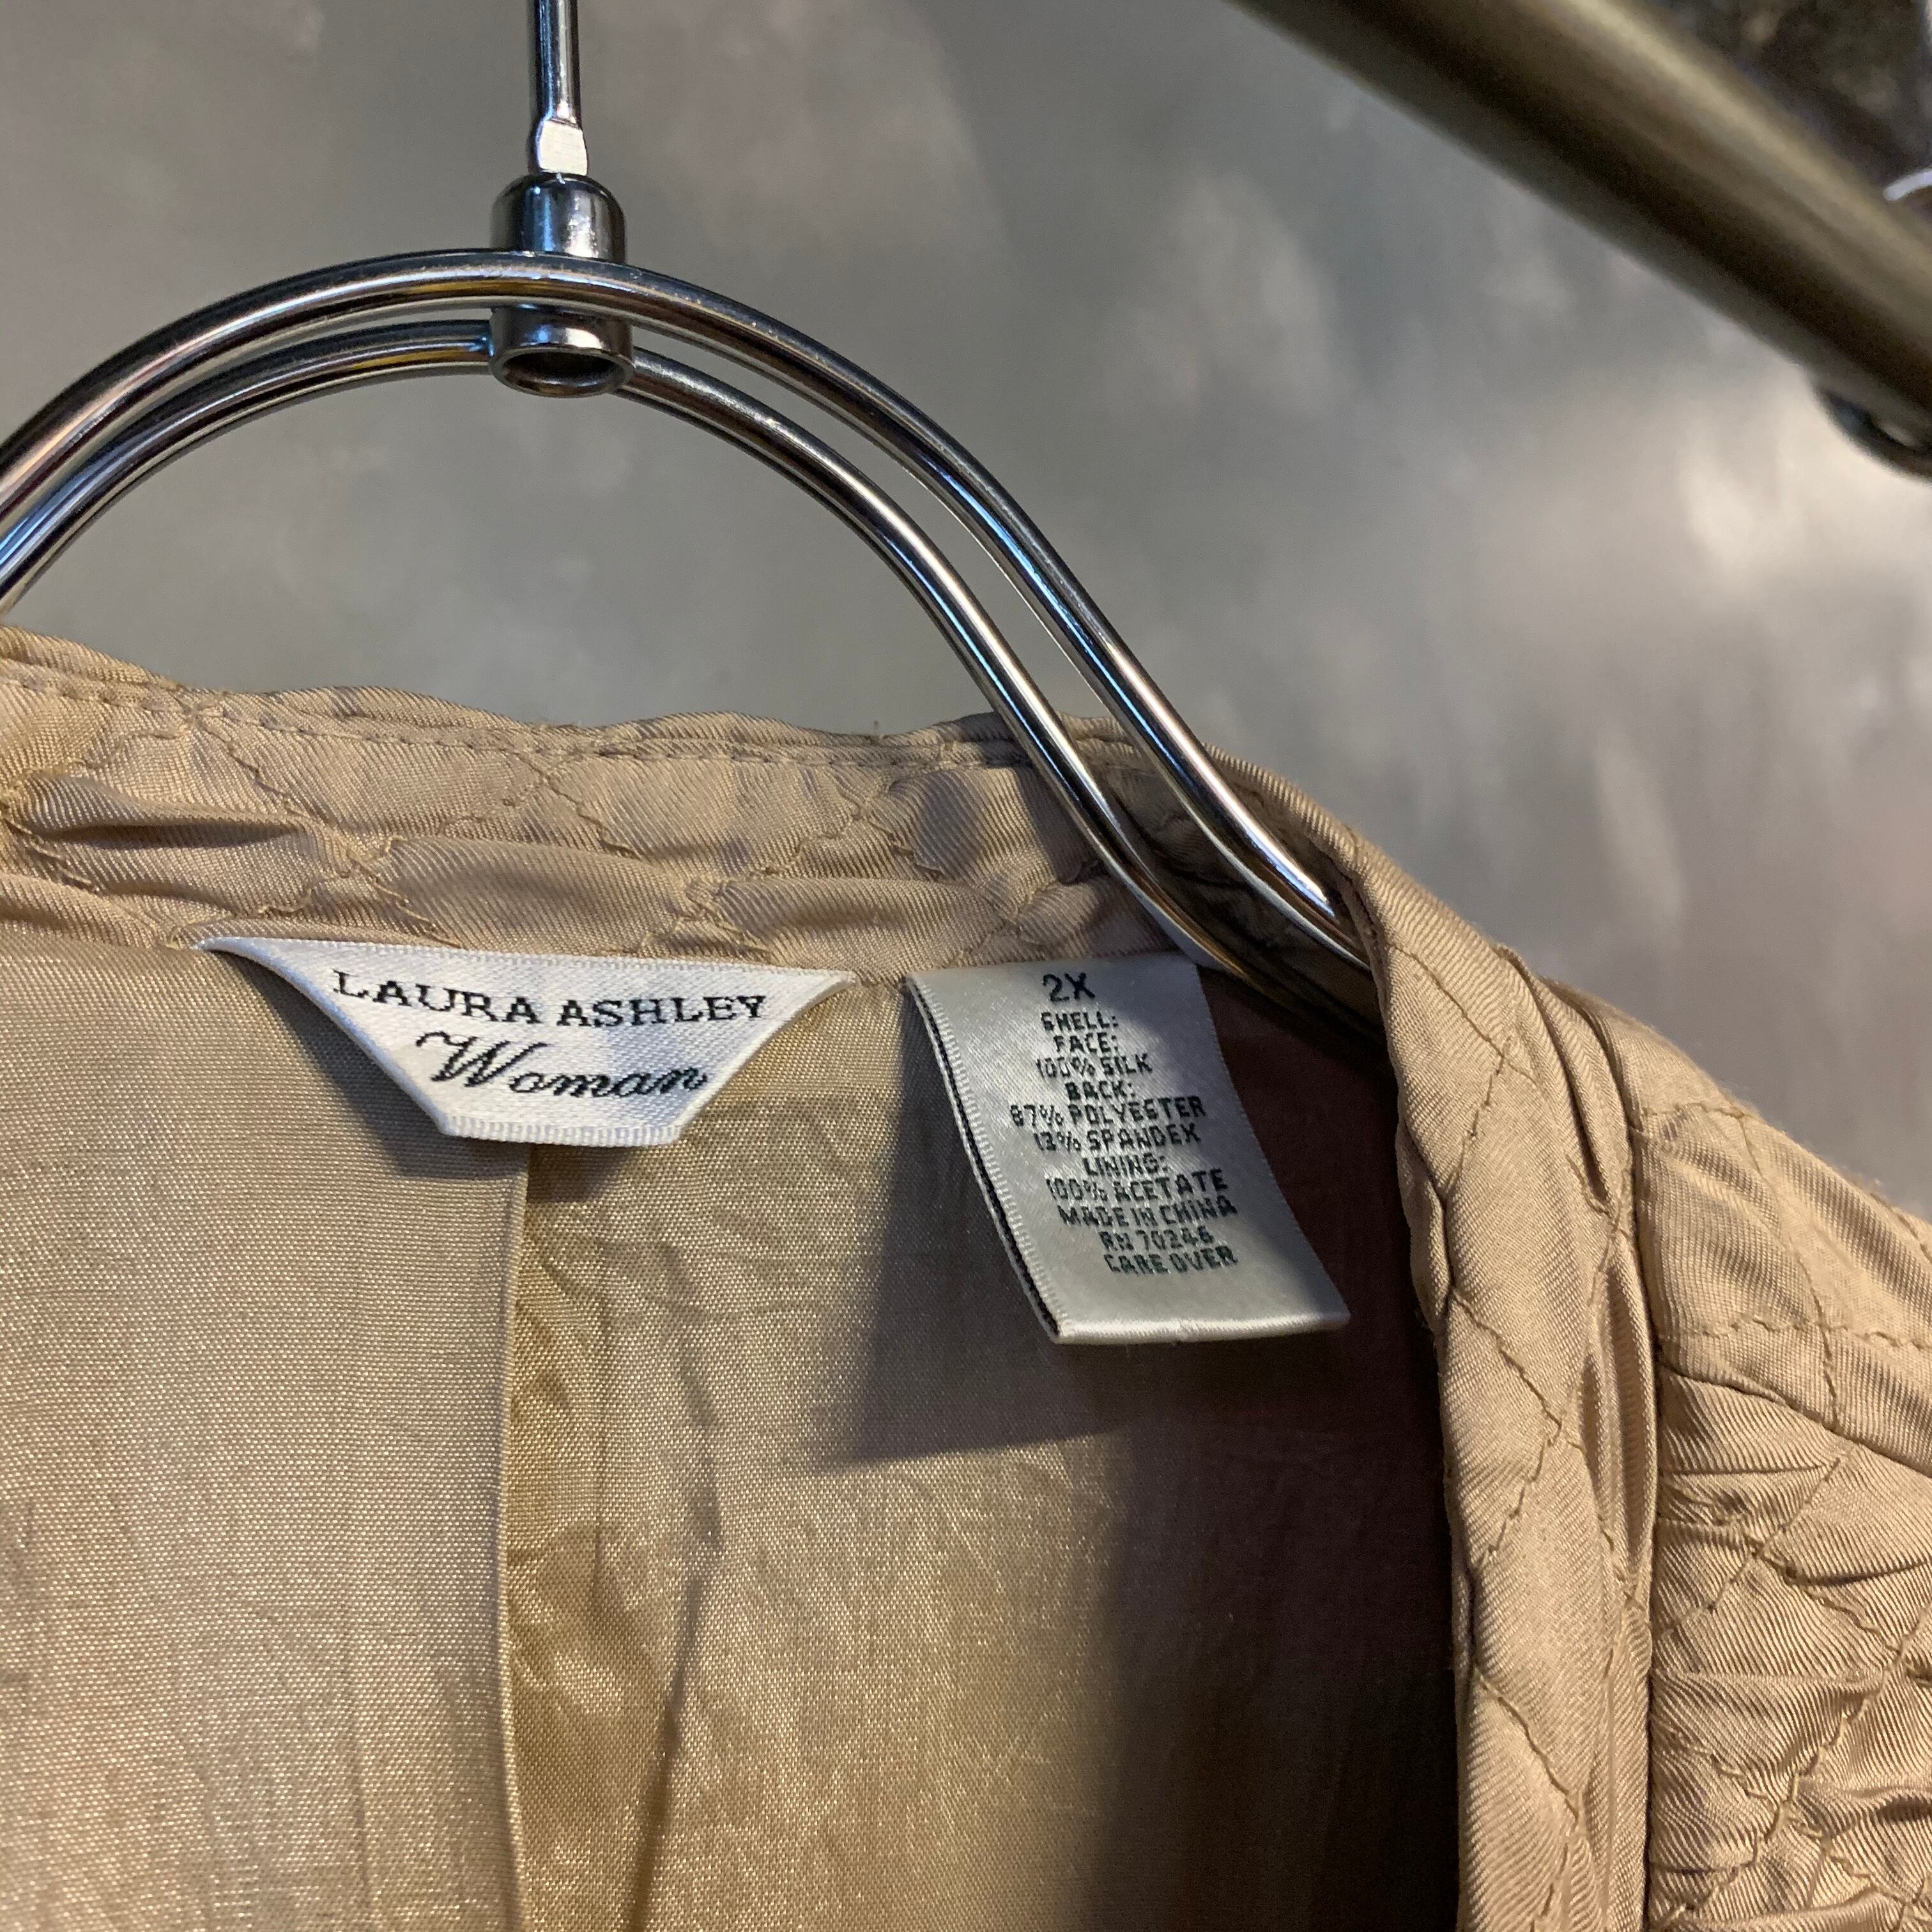 LAURA ASHLEY
Woman
2X
SHELL:
FACE:
100% SILK
BACK:
87% POLYESTER
13% SPANDEX
LINING:
100% ACETATE
MADE IN CHINA
RN 70246
CARE OVER